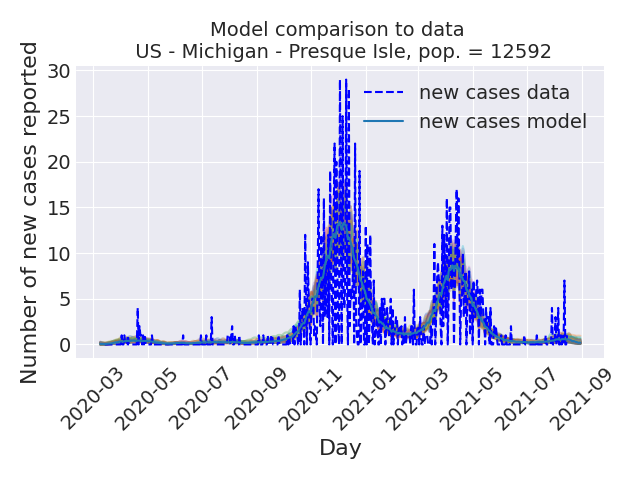 Model comparison to data
US - Michigan - Presque Isle, pop. = 12592
Number of new cases reported
30
25
20
15
10
5
0
new cases data
new cases model
2020-03
2020-05
2020-07
2020-09
2020-11
2021-01
2021-03
2021-05
2021-07
2021-09
Day